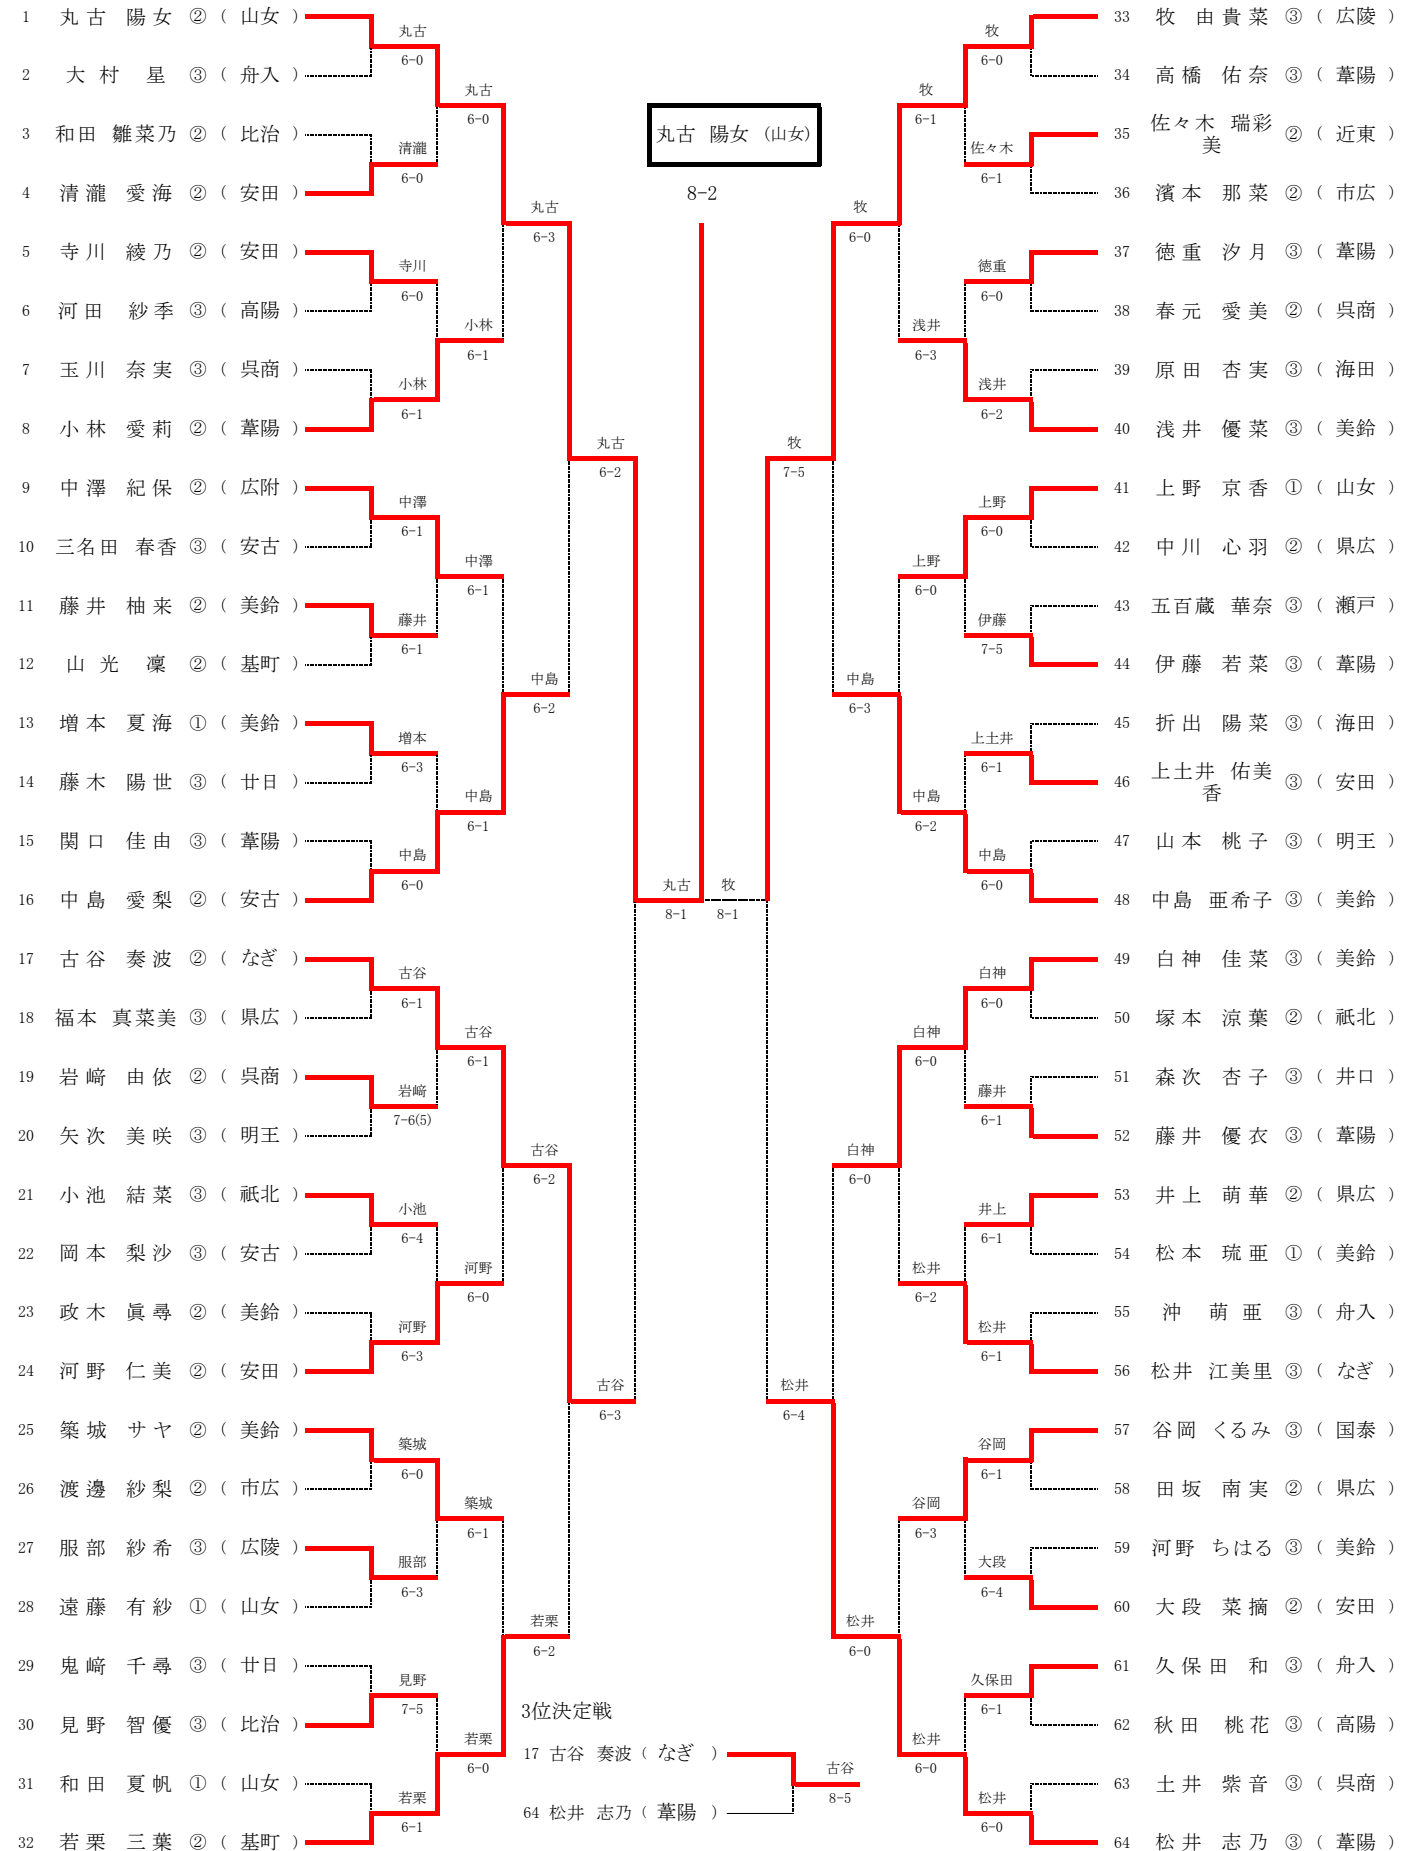 1 丸古 陽女 ② ( 山女 )
2 大村 星 ③ ( 舟入 )
3 和田 雛菜乃 ② ( 比治 )
4 清瀧 愛海 ② ( 安田 )
5 寺川 綾乃 ② ( 安田 )
6 河田 紗季 ③ ( 高陽 )
7 玉川 奈実 ③ ( 呉商 )
8 小林 愛莉 ② ( 葦陽 )
9 中澤 紀保 ② ( 広附 )
10 三名田 春香 ③ ( 安古 )
11 藤井 柚来 ② ( 美鈴 )
12 山光 凜 ② ( 基町 )
13 増本 夏海 ① ( 美鈴 )
14 藤木 陽世 ③ ( 廿日 )
15 関口 佳由 ③ ( 葦陽 )
16 中島 愛梨 ② ( 安古 )
17 古谷 奏波 ② ( なぎ )
18 福本 真菜美 ③ ( 県広 )
19 岩﨑 由依 ② ( 呉商 )
20 矢次 美咲 ③ ( 明王 )
21 小池 結菜 ③ ( 祇北 )
22 岡本 梨沙 ③ ( 安古 )
23 政木 眞尋 ② ( 美鈴 )
24 河野 仁美 ② ( 安田 )
25 築城 サヤ ② ( 美鈴 )
26 渡邊 紗梨 ② ( 市広 )
27 服部 紗希 ③ ( 広陵 )
28 遠藤 有紗 ① ( 山女 )
29 鬼﨑 千尋 ③ ( 廿日 )
30 見野 智優 ③ ( 比治 )
31 和田 夏帆 ① ( 山女 )
32 若栗 三葉 ② ( 基町 )
丸古
6-0
清瀧
6-0
寺川
6-0
小林
6-1
中澤
6-1
藤井
6-1
増本
6-3
中島
6-0
古谷
6-1
岩﨑
7-6(5)
小池
6-4
河野
6-3
築城
6-0
服部
6-3
見野
7-5
若栗
6-1
丸古
6-0
小林
6-1
中澤
6-1
中島
6-1
古谷
6-1
河野
6-0
築城
6-1
若栗
6-0
丸古
6-3
中島
6-2
古谷
6-2
若栗
6-2
丸古
6-2
古谷
6-3
丸古
8-1
丸古 陽女 (山女)
8-2
牧
8-1
牧
7-5
松井
6-4
牧
6-0
中島
6-3
白神
6-0
松井
6-0
牧
6-1
浅井
6-3
上野
6-0
中島
6-2
白神
6-0
松井
6-2
谷岡
6-3
松井
6-0
牧
6-0
佐々木
6-1
徳重
6-0
浅井
6-2
上野
6-0
伊藤
7-5
上土井
6-1
中島
6-0
白神
6-0
藤井
6-1
井上
6-1
松井
6-1
谷岡
6-1
大段
6-4
久保田
6-1
松井
6-0
33 牧 由貴菜 ③ ( 広陵 )
34 高橋 佑奈 ③ ( 葦陽 )
35 佐々木 瑞彩
美 ② ( 近東 )
36 濱本 那菜 ② ( 市広 )
37 徳重 汐月 ③ ( 葦陽 )
38 春元 愛美 ② ( 呉商 )
39 原田 杏実 ③ ( 海田 )
40 浅井 優菜 ③ ( 美鈴 )
41 上野 京香 ① ( 山女 )
42 中川 心羽 ② ( 県広 )
43 五百蔵 華奈 ③ ( 瀬戸 )
44 伊藤 若菜 ③ ( 葦陽 )
45 折出 陽菜 ③ ( 海田 )
46 上土井 佑美
香 ③ ( 安田 )
47 山本 桃子 ③ ( 明王 )
48 中島 亜希子 ③ ( 美鈴 )
49 白神 佳菜 ③ ( 美鈴 )
50 塚本 涼葉 ② ( 祇北 )
51 森次 杏子 ③ ( 井口 )
52 藤井 優衣 ③ ( 葦陽 )
53 井上 萌華 ② ( 県広 )
54 松本 琉亜 ① ( 美鈴 )
55 沖 萌亜 ③ ( 舟入 )
56 松井 江美里 ③ ( なぎ )
57 谷岡 くるみ ③ ( 国泰 )
58 田坂 南実 ② ( 県広 )
59 河野 ちはる ③ ( 美鈴 )
60 大段 菜摘 ② ( 安田 )
61 久保田 和 ③ ( 舟入 )
62 秋田 桃花 ③ ( 高陽 )
63 土井 紫音 ③ ( 呉商 )
64 松井 志乃 ③ ( 葦陽 )
3位決定戦
17 古谷 奏波 ( なぎ )
64 松井 志乃 ( 葦陽 )
古谷
8-5